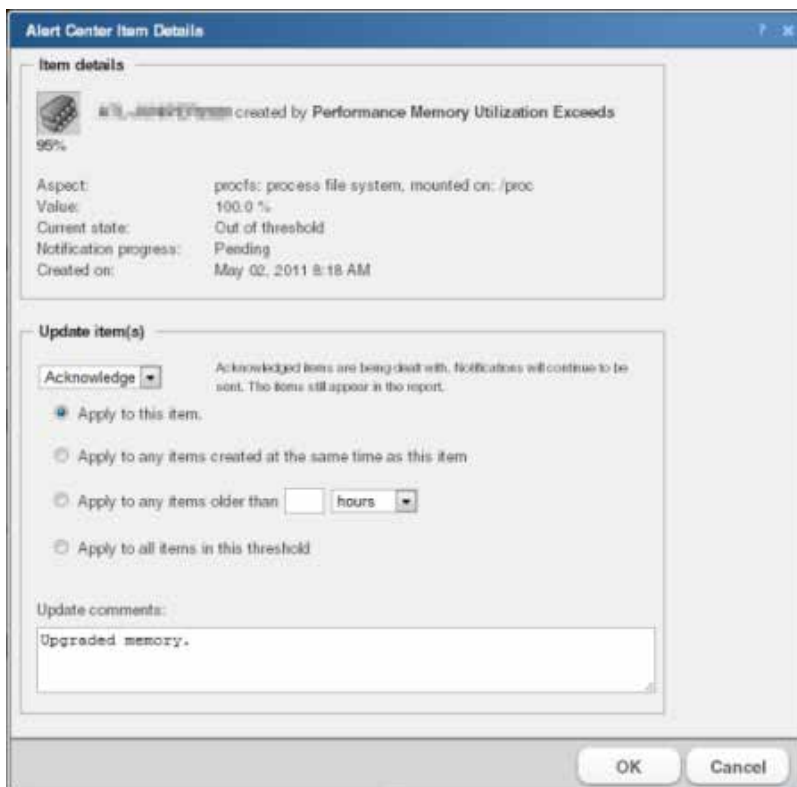 Alert Center Item Details ? ×
Item details
created by Performance Memory Utilization Exceeds
95%
Aspect: procfs: process file system, mounted on: /proc
Value: 100.0 %
Current state: Out of threshold
Notification progress: Pending
Created on: May 02, 2011 8:18 AM
Update item(s)
Acknowledge
Acknowledged items are being dealt with. Notifications will continue to be
sent. The items still appear in the report.
Apply to this item.
Apply to any items created at the same time as this item
Apply to any items older than hours
Apply to all items in this threshold
Update comments:
Upgraded memory.
OK Cancel